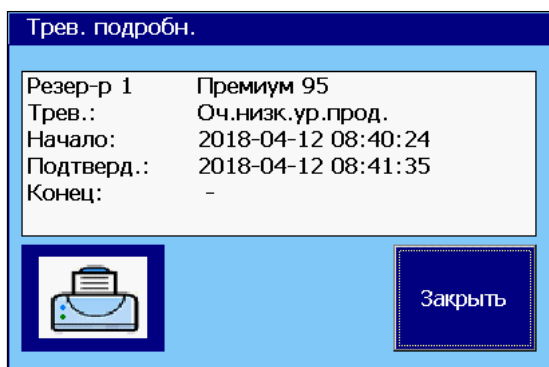 Трев. подробн.
Резер-р 1 Премиум 95
Трев.: Оч.низк.ур.прод.
Начало: 2018-04-12 08:40:24
Подтверд.: 2018-04-12 08:41:35
Конец: -
Закрыть